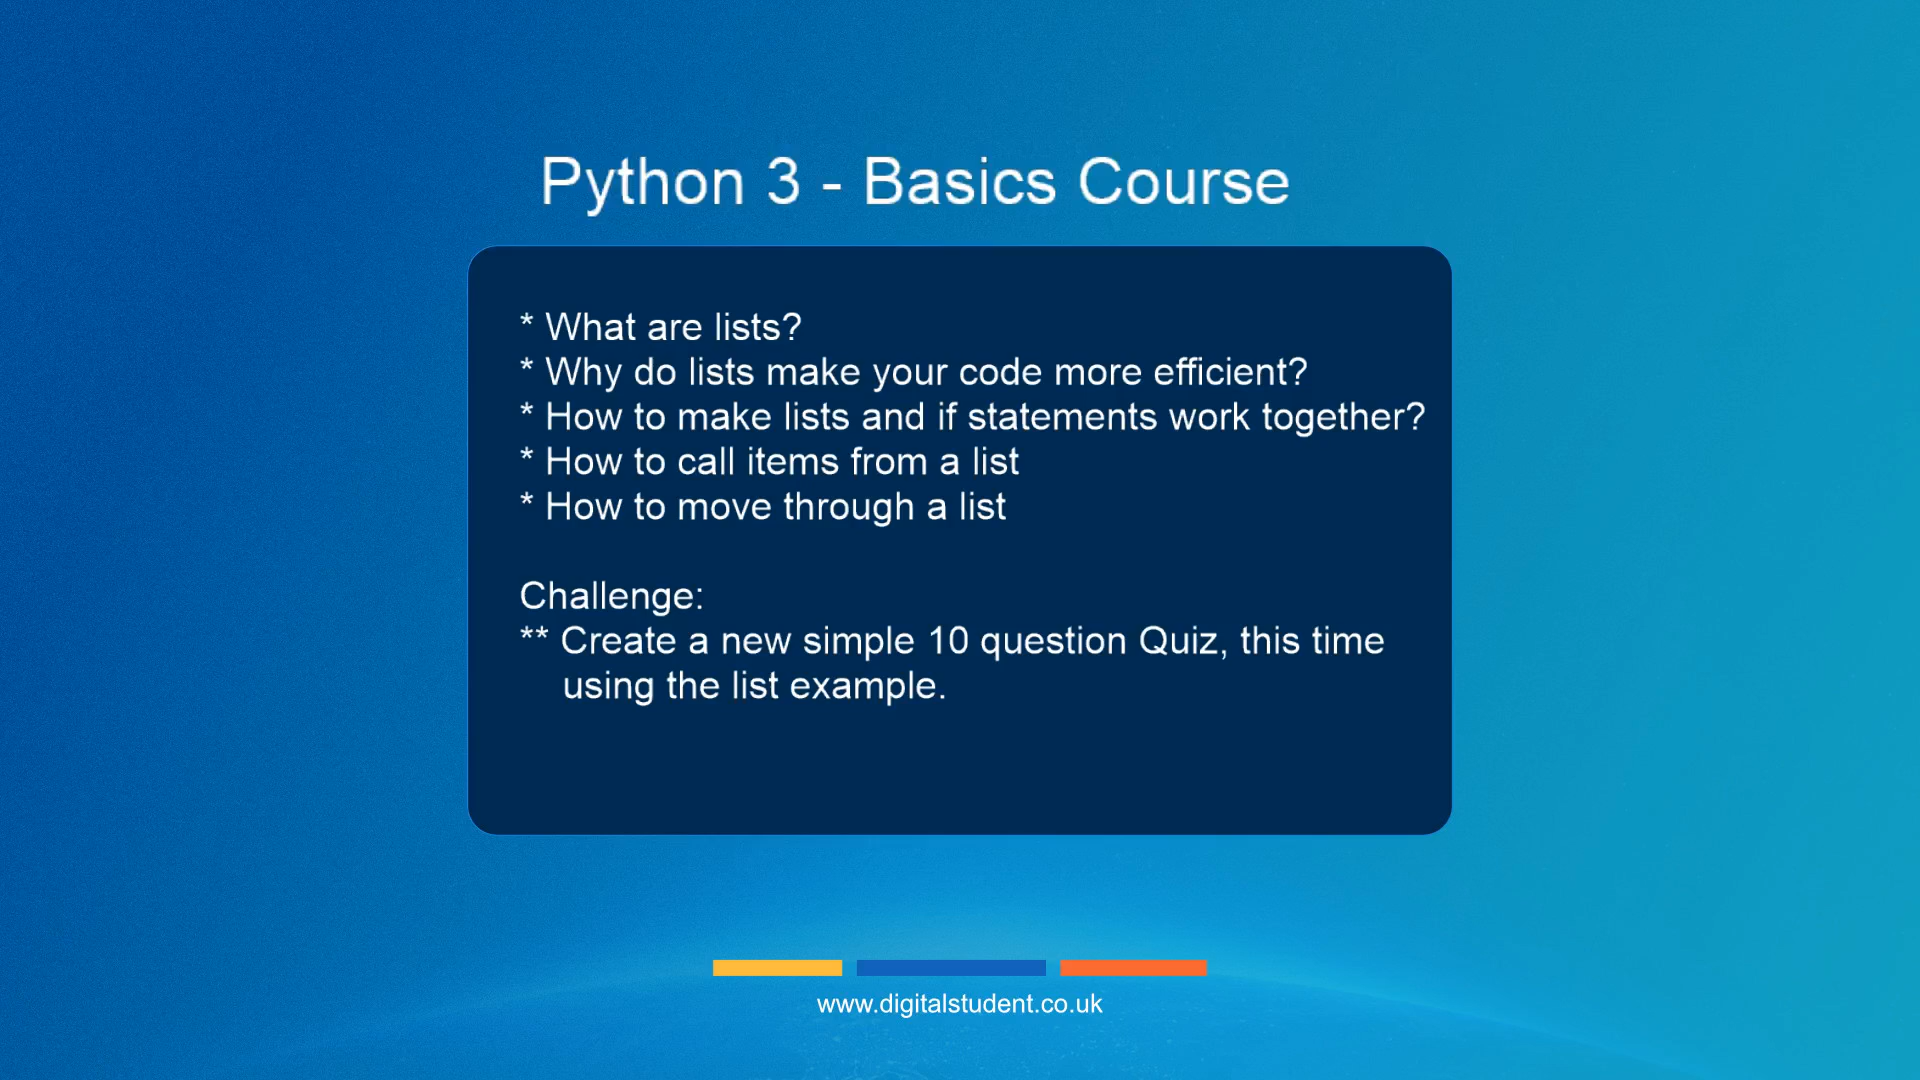 Python 3 - Basics Course
* What are lists?
* Why do lists make your code more efficient?
* How to make lists and if statements work together?
* How to call items from a list
* How to move through a list
Challenge:
** Create a new simple 10 question Quiz, this time
using the list example.
www.digitalstudent.co.uk